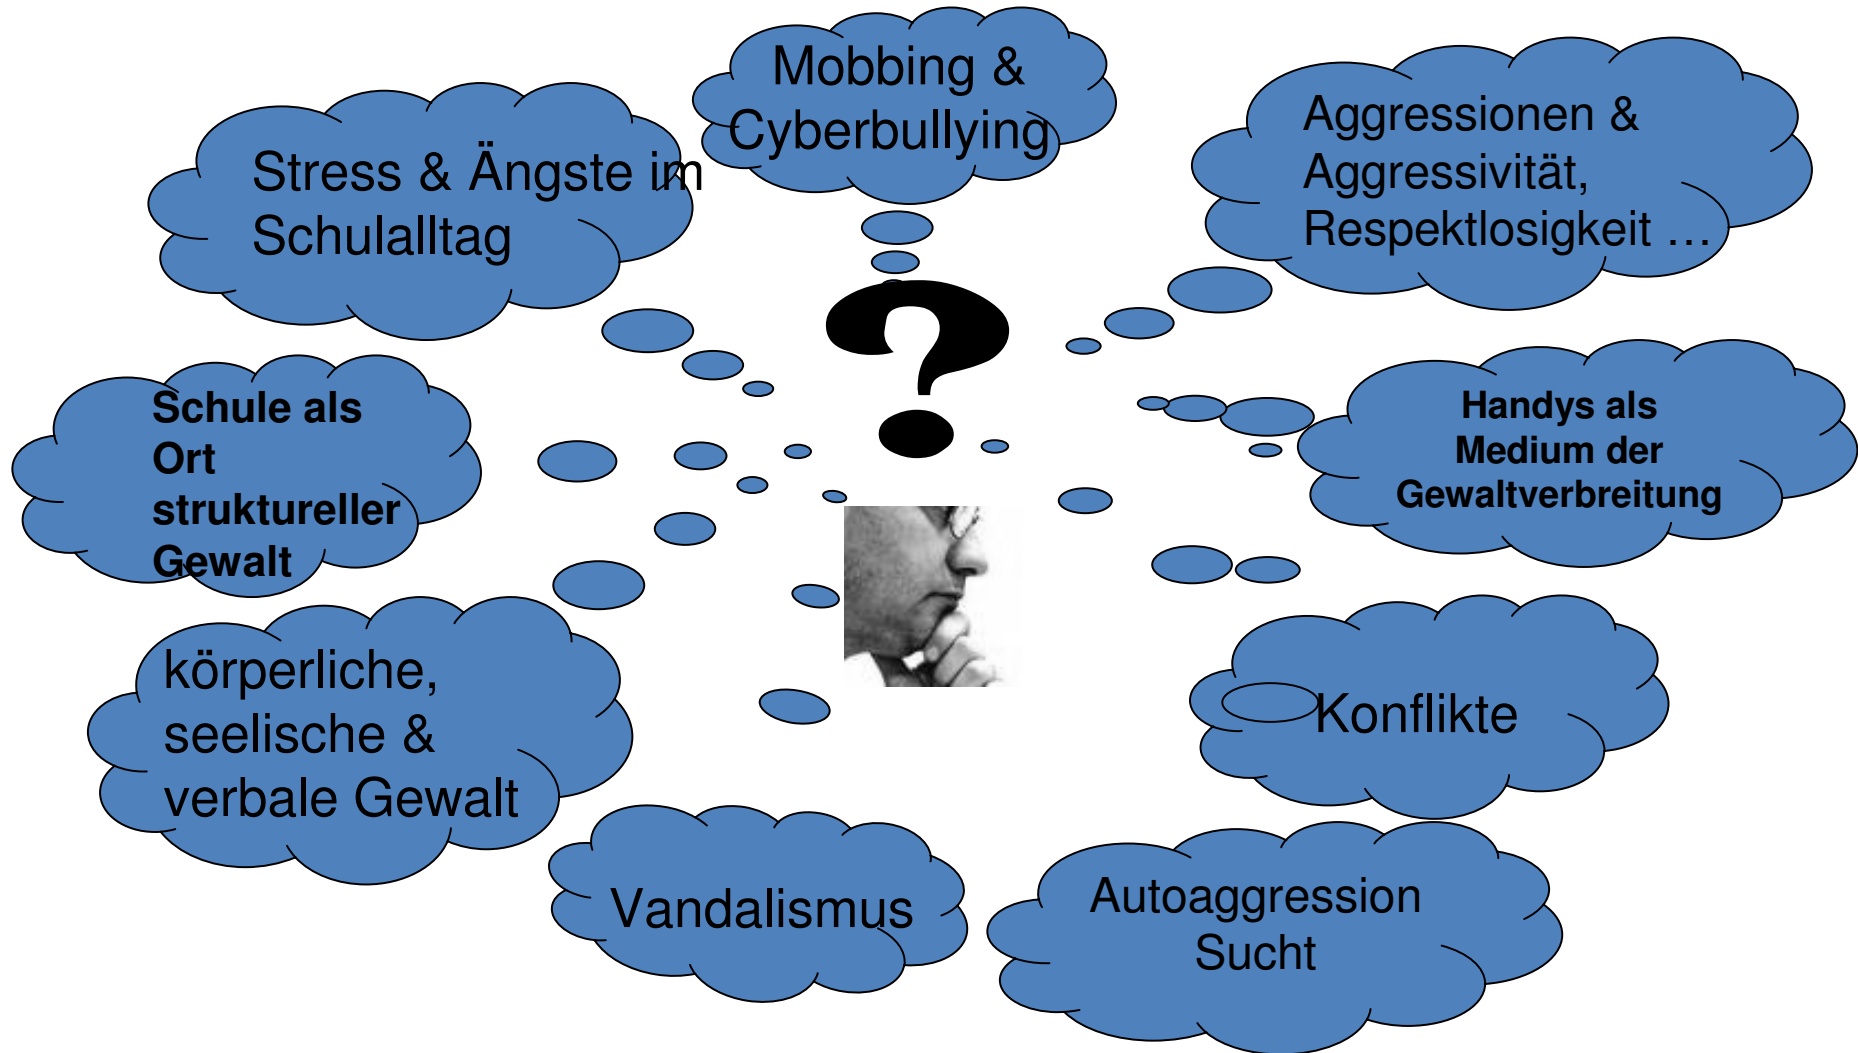 Mobbing &
Cyberbullying
Stress & Ängste im
Schulalltag
Aggressionen &
Aggressivität,
Respektlosigkeit …
?
Schule als
Ort
struktureller
Gewalt
Handys als
Medium der
Gewaltverbreitung
körperliche,
seelische &
verbale Gewalt
Konflikte
Vandalismus
Autoaggression
Sucht